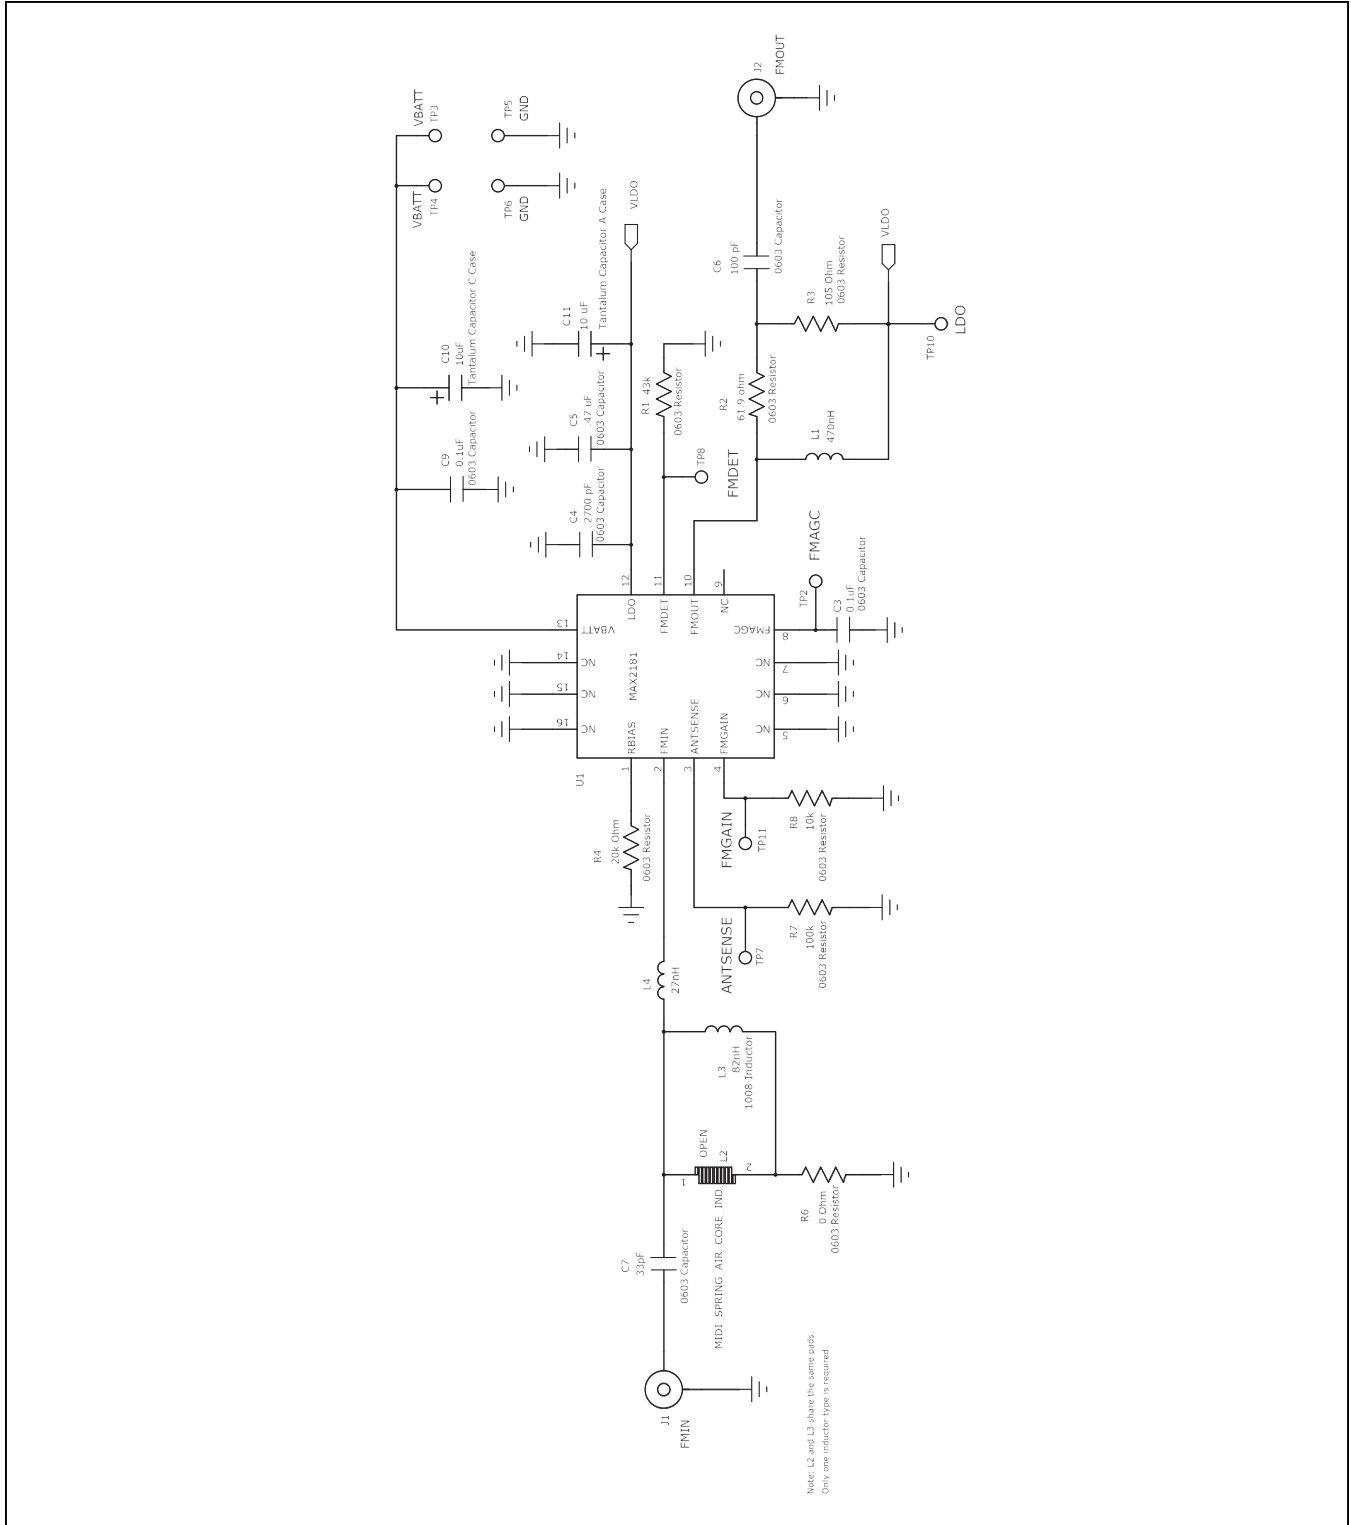 J2
FMOUT
VBATT
TP3
TP5
GND
VBATT
TP4
TP6
GND
VLDO
C11
10 uF
Tantalum Capacitor A Case
C10
10uF
Tantalum Capacitor C Case
C9
0.1uF
0603 Capacitor
C5
.47 uF
0603 Capacitor
C4
2700 pF
0603 Capacitor
R1 43k
0603 Resistor
TP8
FMDET
C6
100 pF
0603 Capacitor
R3
105 Ohm
0603 Resistor
VLDO
TP10
LDO
R2
61.9 ohm
0603 Resistor
L1
470nH
FMAGC
TP2
C3
0.1uF
0603 Capacitor
12
11
10
9
LDO
FMDET
FMOUT
NC
13
VBATT
14
NC
15
NC
16
NC
MAX2181
FMAGC
8
NC
7
NC
6
NC
5
RBIAS
FMIN
ANTSENSE
FMGAIN
1
2
3
4
U1
R4
20k Ohm
0603 Resistor
FMGAIN
TP11
R8
10k
0603 Resistor
ANTSENSE
TP7
R7
100k
0603 Resistor
L4
27nH
L3
82nH
1008 Inductor
OPEN
L2
1
2
MIDI SPRING AIR CORE IND
R6
0 Ohm
0603 Resistor
C7
33pF
0603 Capacitor
J1
FMIN
Note: L2 and L3 share the same pads.
Only one inductor type is required.